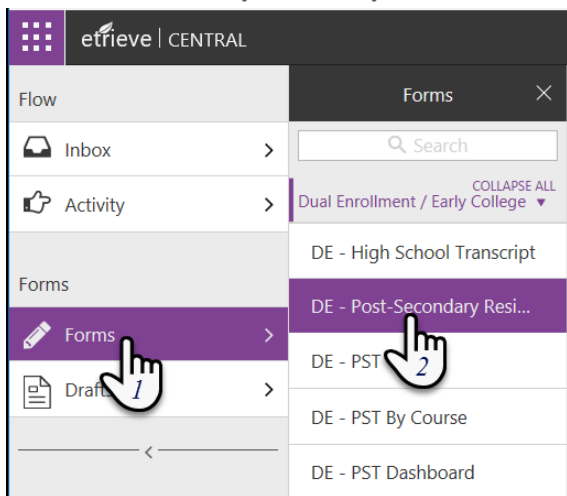 etrieve | CENTRAL
Flow
Inbox
Activity
Forms
Forms
Drafts
1
Forms
Search
COLLAPSE ALL
Dual Enrollment / Early College
DE - High School Transcript
DE - Post-Secondary Resi...
DE - PST
2
DE - PST By Course
DE - PST Dashboard